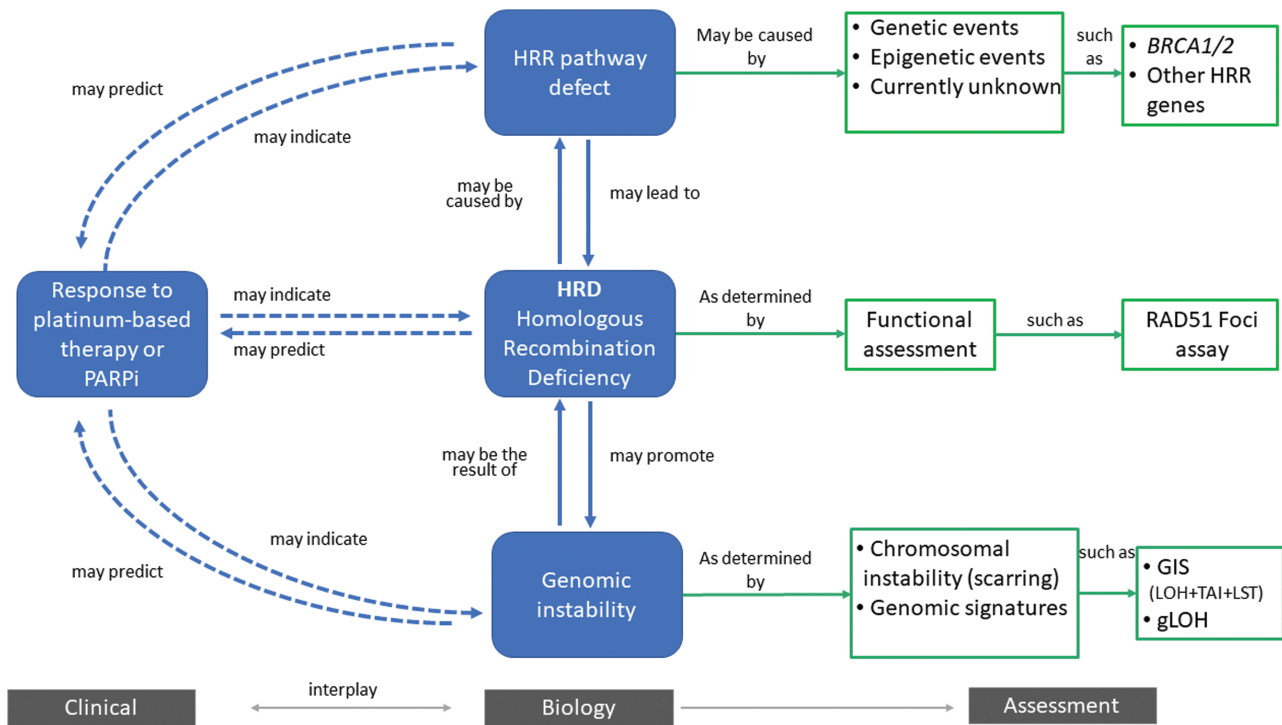 HRR pathway
defect
May be caused
by
• Genetic events
• Epigenetic events
• Currently unknown
such
as
• BRCA1/2
• Other HRR
genes
may predict
may indicate
may be
caused by
may lead to
Response to
platinum-based
therapy or
PARPi
may indicate
may predict
HRD
Homologous
Recombination
Deficiency
As determined
by
Functional
assessment
such as
RAD51 Foci
assay
may be the
result of
may promote
may indicate
may predict
Genomic
instability
As determined
by
• Chromosomal
instability (scarring)
• Genomic signatures
such as
• GIS
(LOH+TAI+LST)
• gLOH
Clinical
interplay
Biology
Assessment